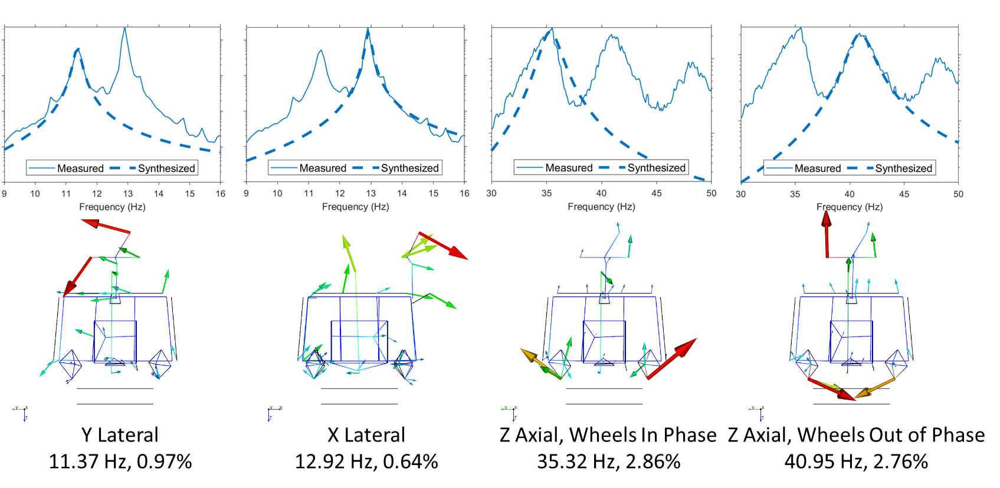 Measured Synthesized
9 10 11 12 13 14 15 16
Frequency (Hz)
Measured Synthesized
9 10 11 12 13 14 15 16
Frequency (Hz)
Measured Synthesized
30 35 40 45 50
Frequency (Hz)
Measured Synthesized
30 35 40 45 50
Frequency (Hz)
Y X
Z
Y X
Z
Y X
Z
Y X
Z
Y Lateral
11.37 Hz, 0.97%
X Lateral
12.92 Hz, 0.64%
Z Axial, Wheels In Phase
35.32 Hz, 2.86%
Z Axial, Wheels Out of Phase
40.95 Hz, 2.76%